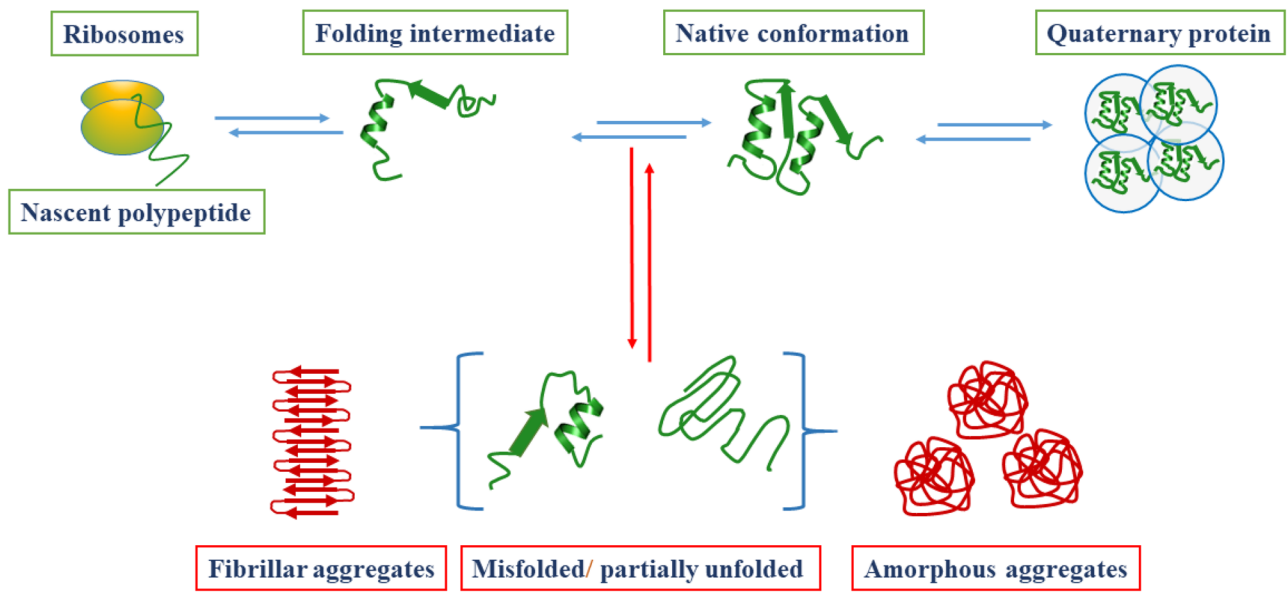 Ribosomes
Folding intermediate
Native conformation
Quaternary protein
Nascent polypeptide
Fibrillar aggregates
Misfolded/ partially unfolded
Amorphous aggregates